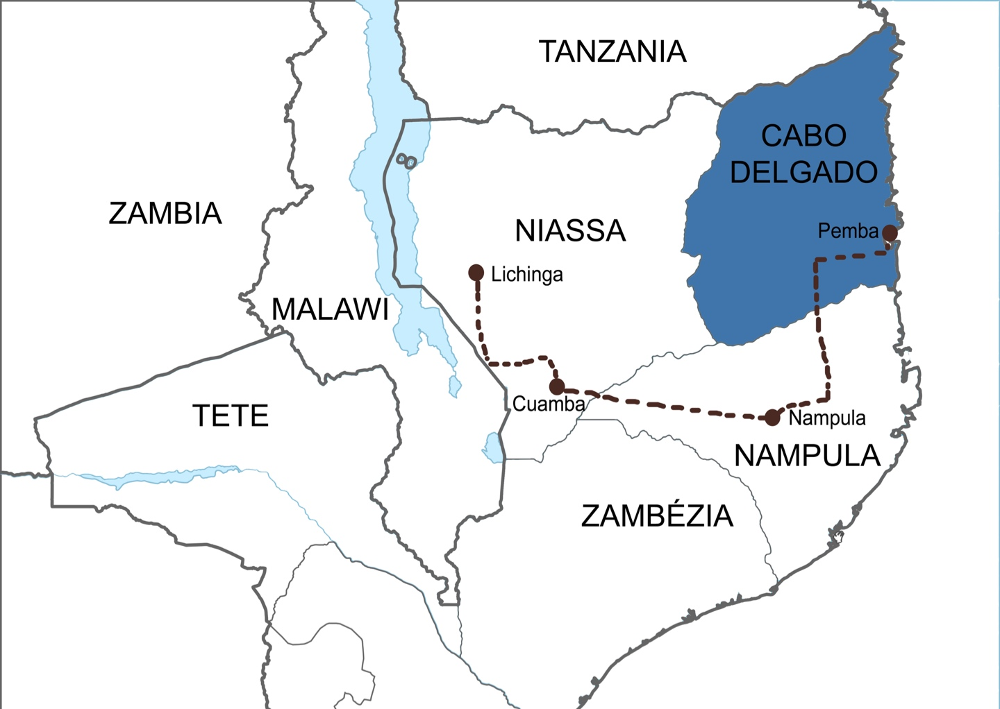 TANZANIA
CABO
DELGADO
ZAMBIA
NIASSA
Pemba
Lichinga
MALAWI
Cuamba
TETE
Nampula
NAMPULA
ZAMBÉZIA